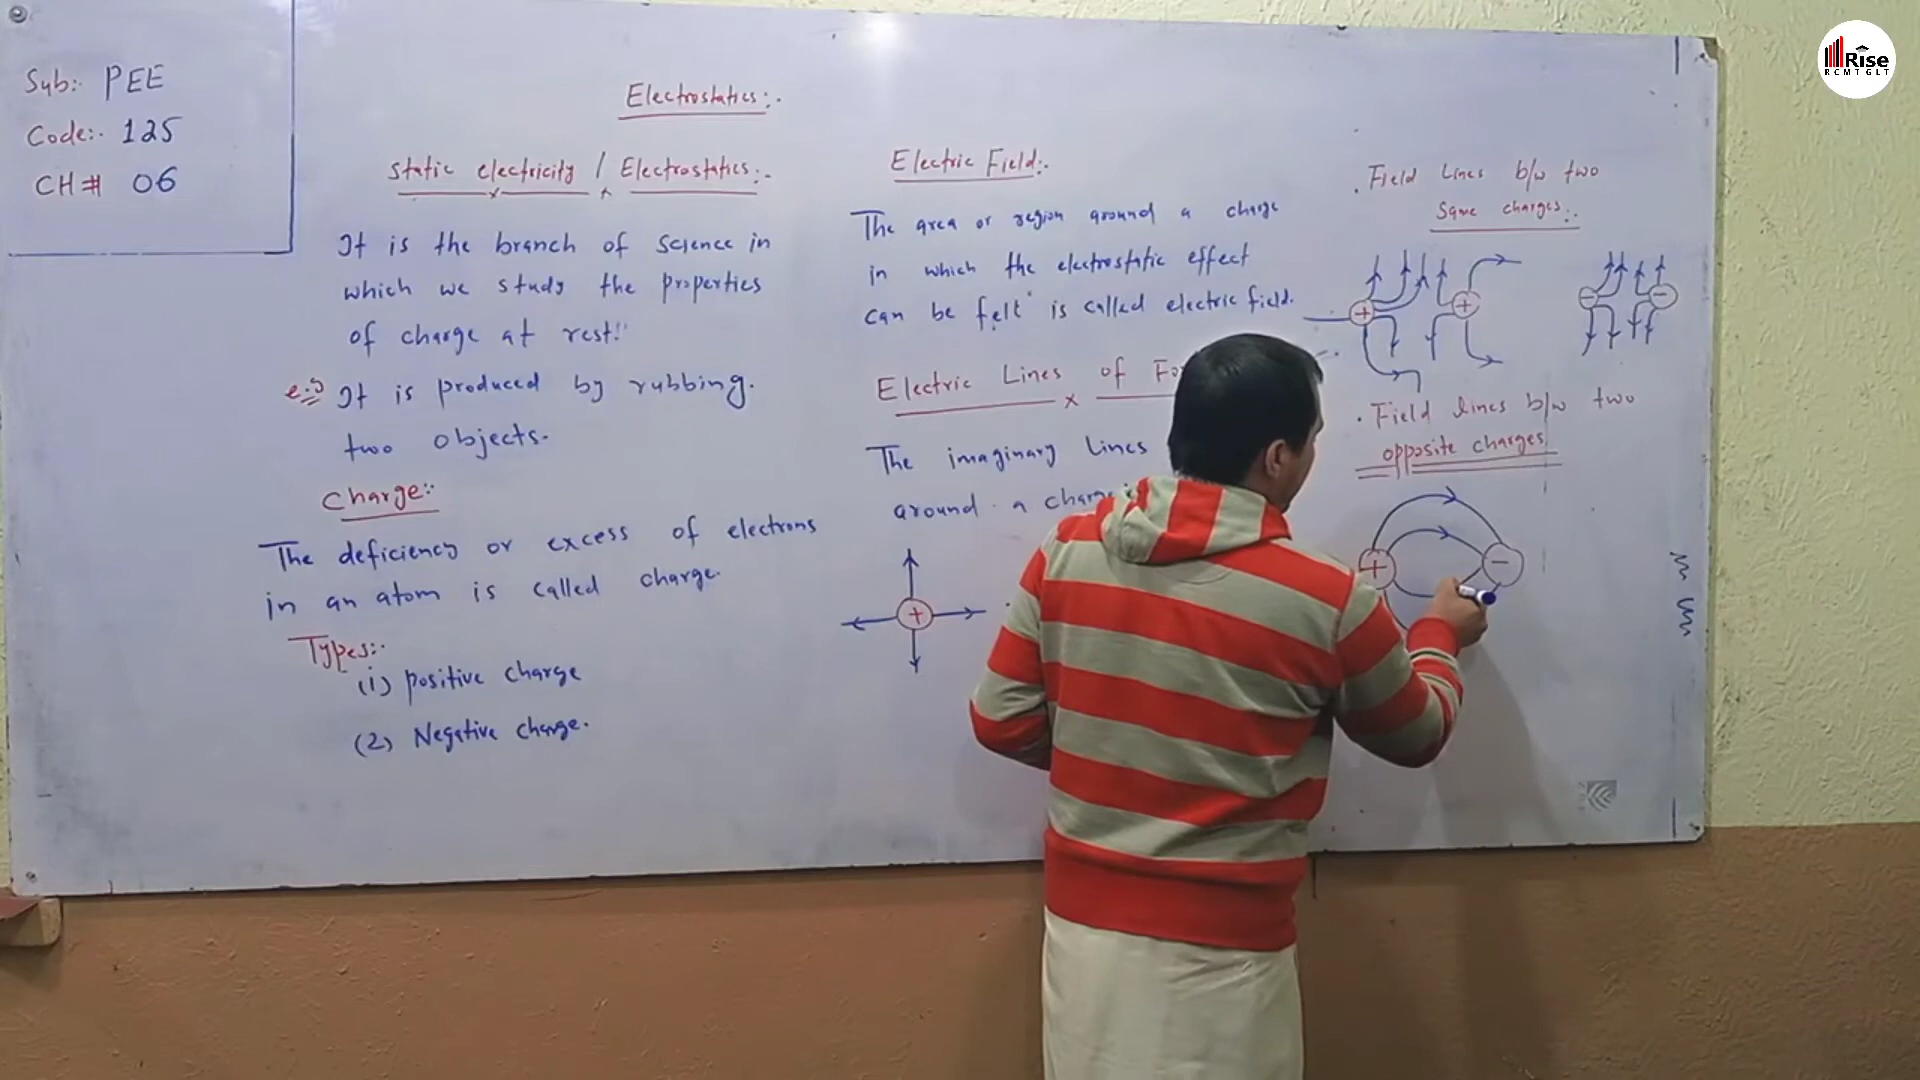 Sub:- PEE
Code:- 125
CH# 06
Electrostatics:-
Static electricity / Electrostatics:-
It is the branch of Science in
which we study the properties
of charge at rest!
e.g It is produced by rubbing.
two objects.
Charge:-
The deficiency or excess of electrons
in an atom is called charge.
Types:-
(1) positive charge
(2) Negative charge.
Electric Field:-
The area or region around a charge
in which the electrostatic effect
can be felt is called electric field.
Electric Lines of
The imaginary Lines
around a charge
+
. Field Lines b/w two
Same charges:-
+ +
- -
. Field lines b/w two
opposite charges
+ -
Rise
RCMTGLT